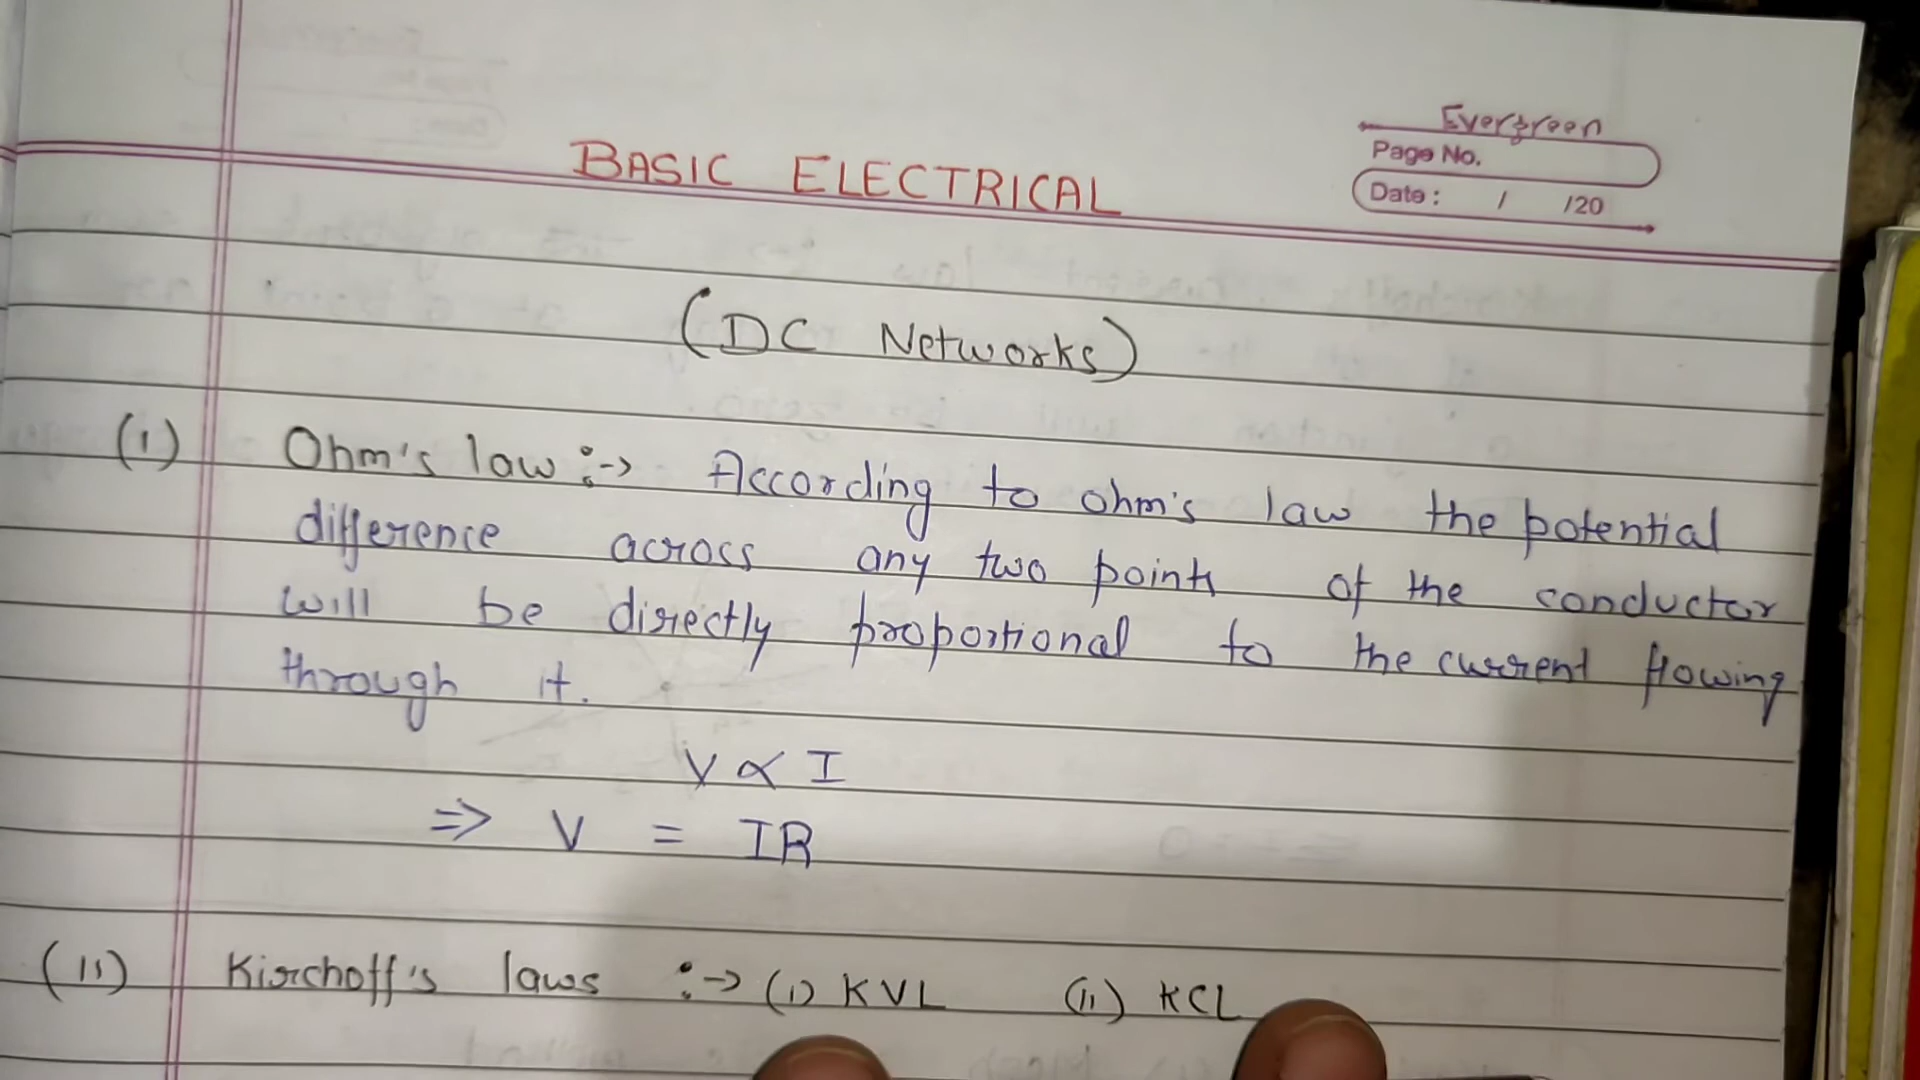 Evergreen
Page No.
Date : / /20
BASIC ELECTRICAL
(DC Networks)
(i) Ohm's law :-> According to ohm's law the potential
difference across any two points of the conductor
will be directly proportional to the current flowing
through it.
V ∝ I
⇒ V = IR
(ii) Kirchoff's laws :-> (i) KVL (ii) KCL